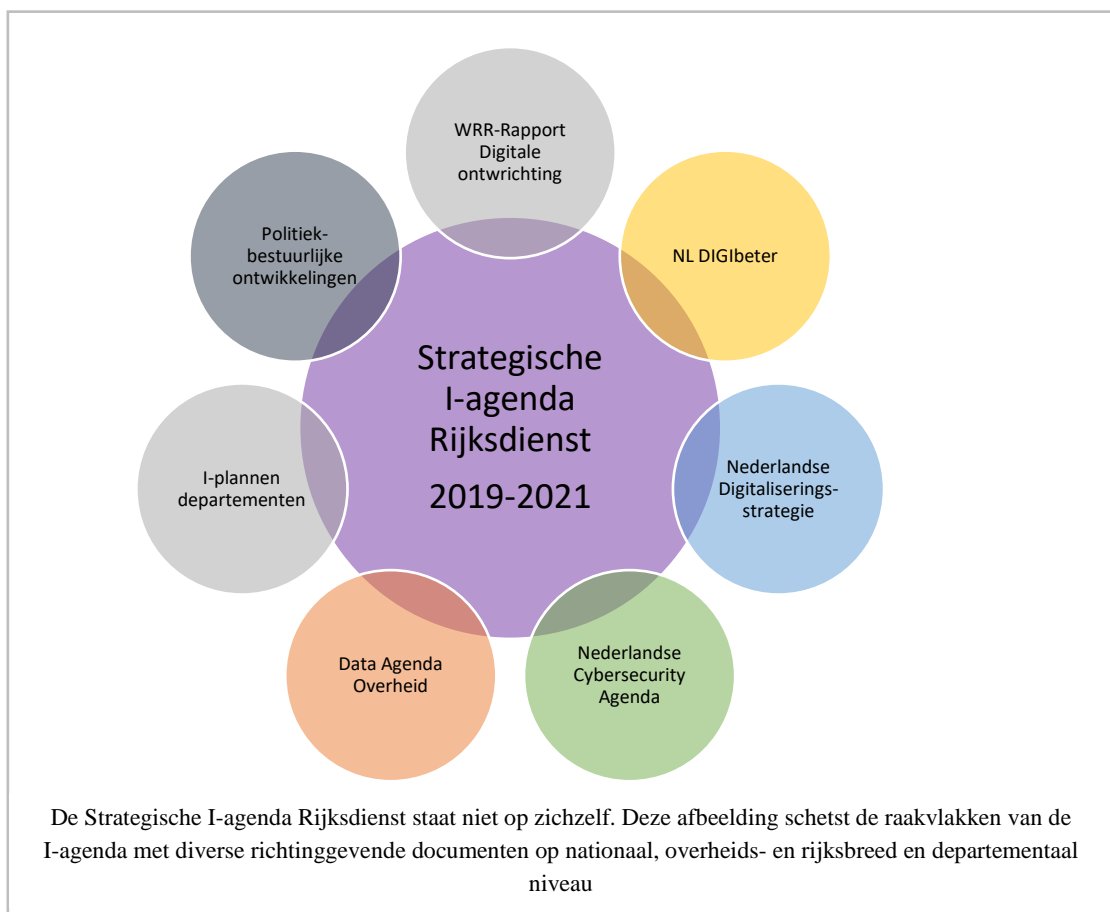 WRR-Rapport
Digitale
ontwrichting
Politiek-
bestuurlijke
ontwikkelingen
NL DIGIbeter
Strategische
I-agenda
Rijksdienst
2019-2021
I-plannen
departementen
Nederlandse
Digitaliserings-
strategie
Data Agenda
Overheid
Nederlandse
Cybersecurity
Agenda
De Strategische I-agenda Rijksdienst staat niet op zichzelf. Deze afbeelding schetst de raakvlakken van de
I-agenda met diverse richtinggevende documenten op nationaal, overheids- en rijksbreed en departementaal
niveau